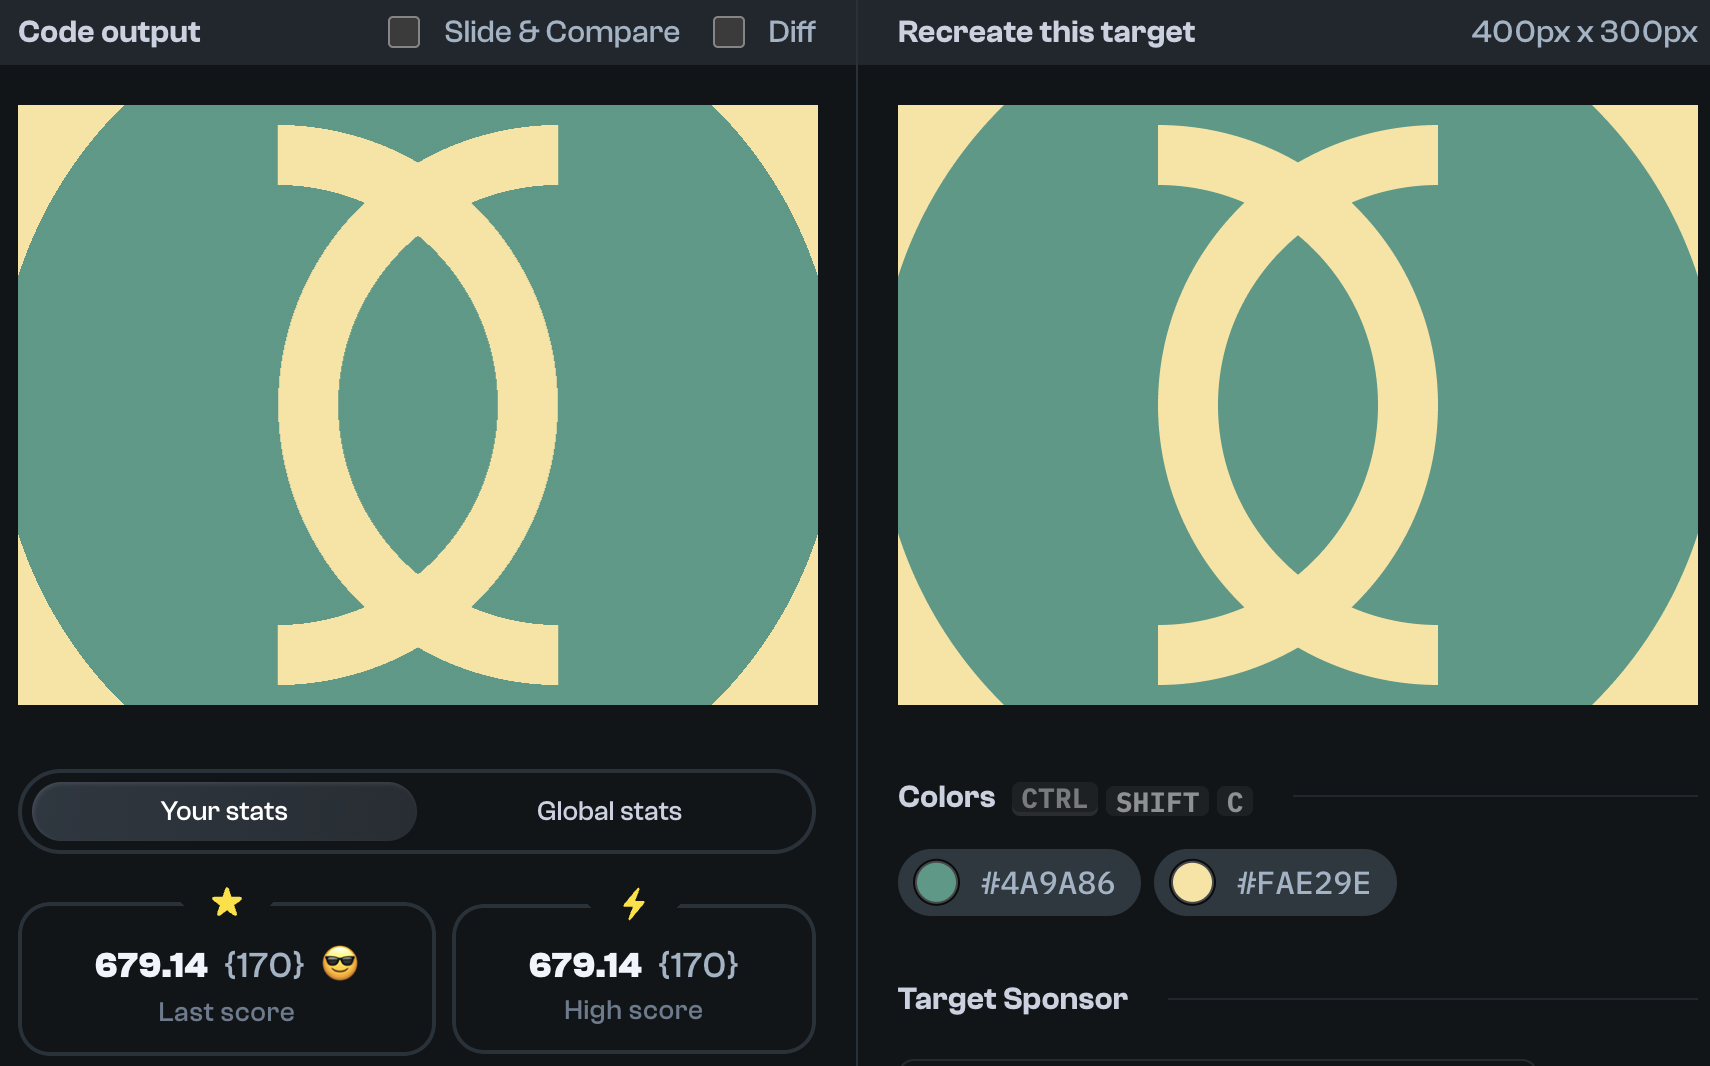 Code output
Slide & Compare
Diff
Recreate this target
400px x 300px
Your stats
Global stats
Colors CTRL SHIFT C
#4A9A86
#FAE29E
679.14 {170} 😎
Last score
679.14 {170}
High score
Target Sponsor